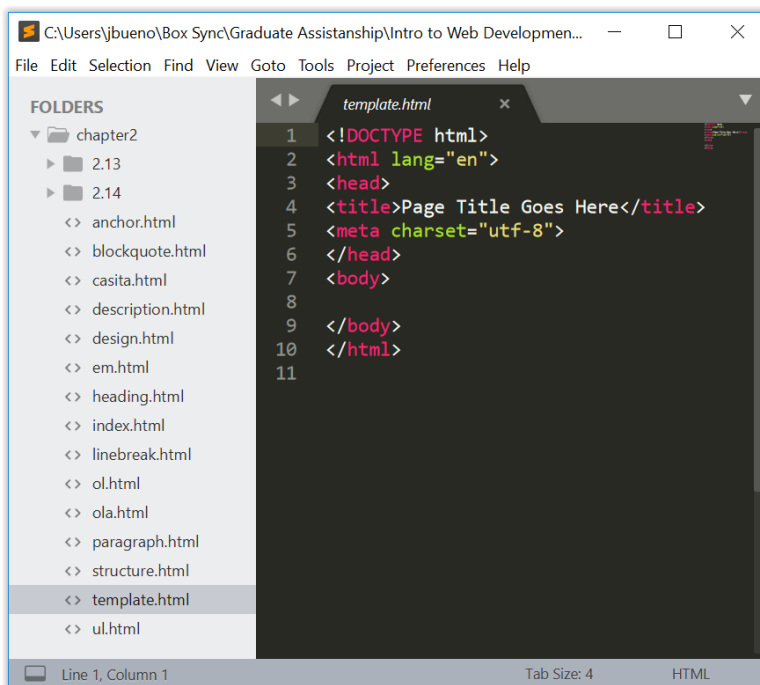 C:\Users\jbueno\Box Sync\Graduate Assistanship\Intro to Web Developmen...
File Edit Selection Find View Goto Tools Project Preferences Help
FOLDERS
chapter2
2.13
2.14
anchor.html
blockquote.html
casita.html
description.html
design.html
em.html
heading.html
index.html
linebreak.html
ol.html
ola.html
paragraph.html
structure.html
template.html
ul.html
template.html
1 <!DOCTYPE html>
2 <html lang="en">
3 <head>
4 <title>Page Title Goes Here</title>
5 <meta charset="utf-8">
6 </head>
7 <body>
8
9 </body>
10 </html>
11
Line 1, Column 1
Tab Size: 4
HTML